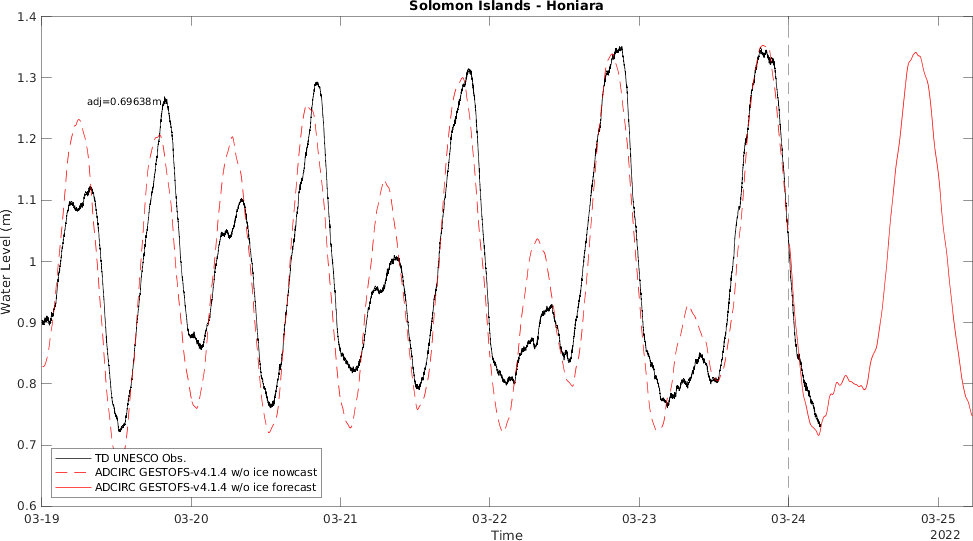 Solomon Islands - Honiara
1.4
1.3
1.2
1.1
1
0.9
0.8
0.7
0.6
Water Level (m)
adj=0.69638m
TD UNESCO Obs.
ADCIRC GESTOFS-v4.1.4 w/o ice nowcast
ADCIRC GESTOFS-v4.1.4 w/o ice forecast
03-19 03-20 03-21 03-22 03-23 03-24 03-25
Time
2022